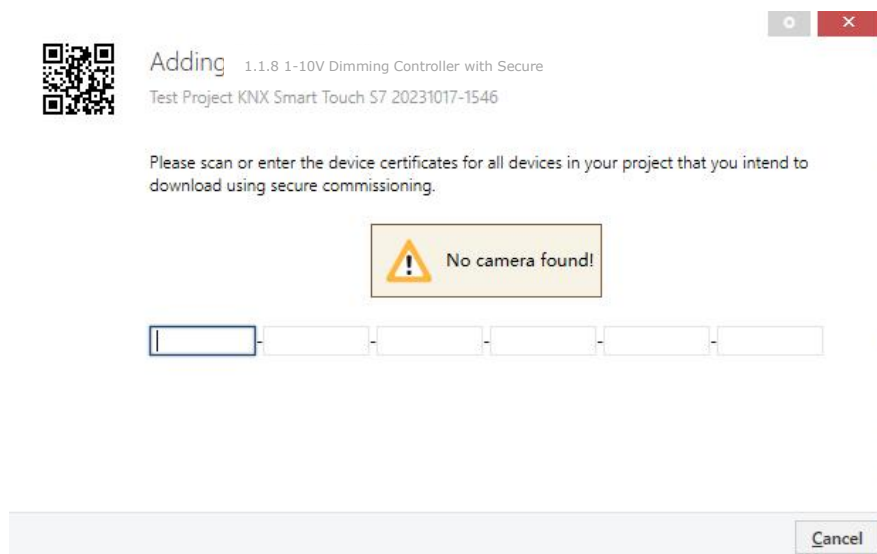 Adding 1.1.8 1-10V Dimming Controller with Secure
Test Project KNX Smart Touch S7 20231017-1546
Please scan or enter the device certificates for all devices in your project that you intend to
download using secure commissioning.
No camera found!
- - - - -
Cancel